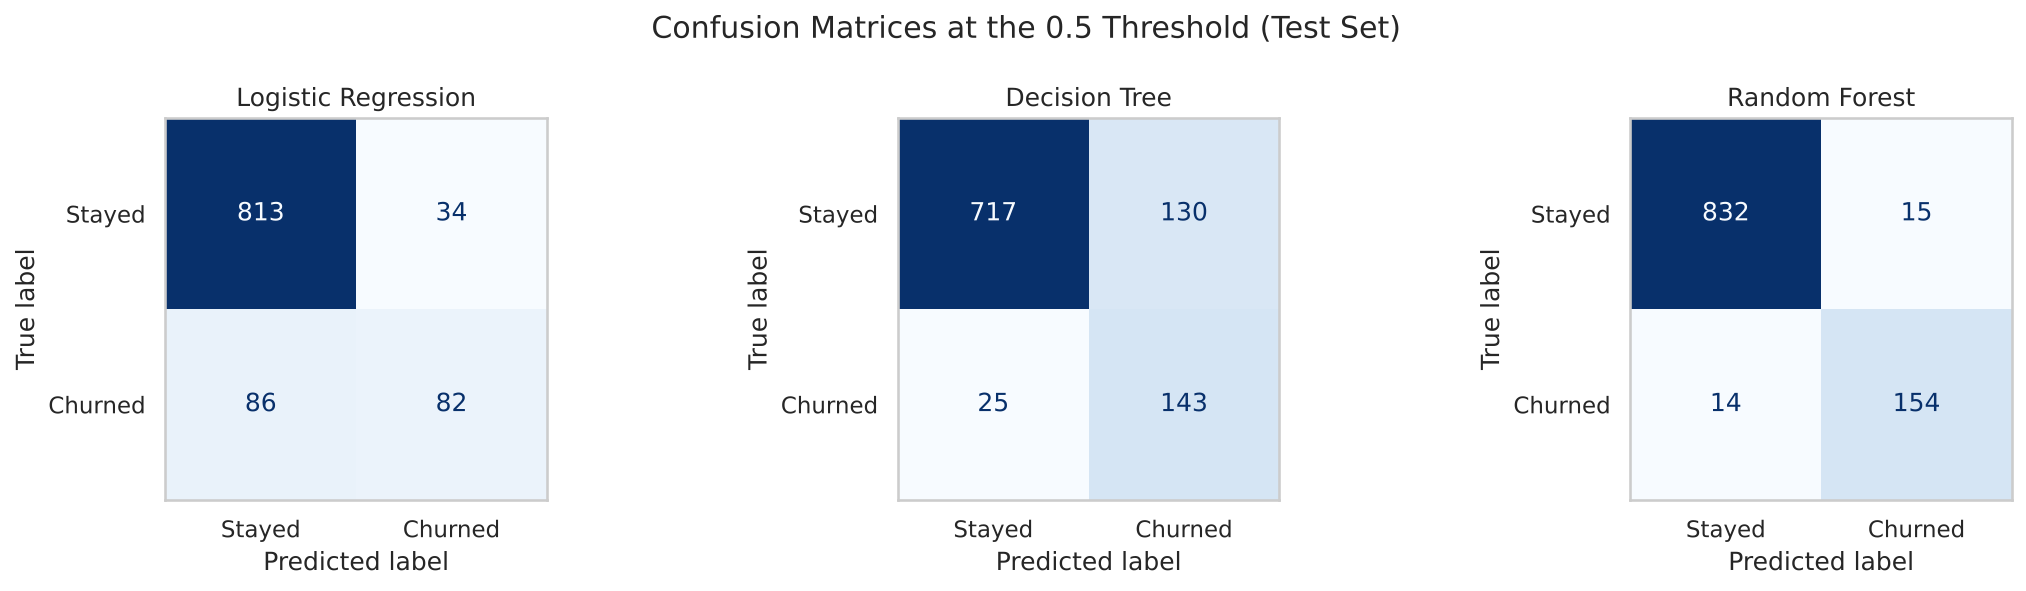 Confusion Matrices at the 0.5 Threshold (Test Set)
Logistic Regression
True label
Stayed
813
34
Churned
86
82
Stayed
Churned
Predicted label
Decision Tree
True label
Stayed
717
130
Churned
25
143
Stayed
Churned
Predicted label
Random Forest
True label
Stayed
832
15
Churned
14
154
Stayed
Churned
Predicted label